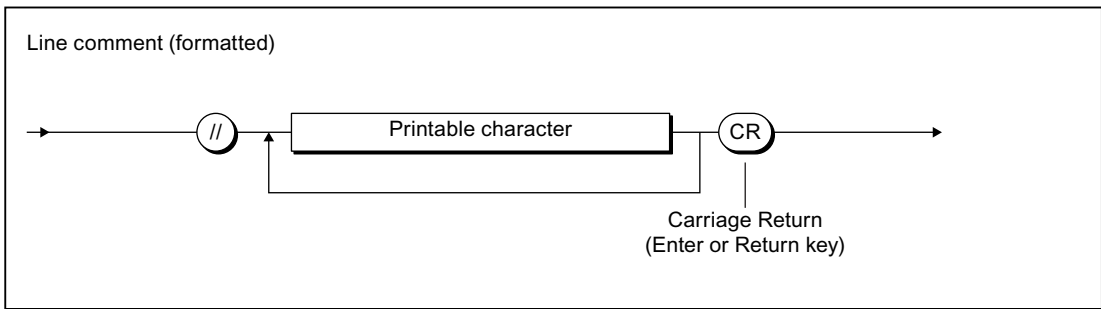 Line comment (formatted)
// Printable character CR
Carriage Return
(Enter or Return key)